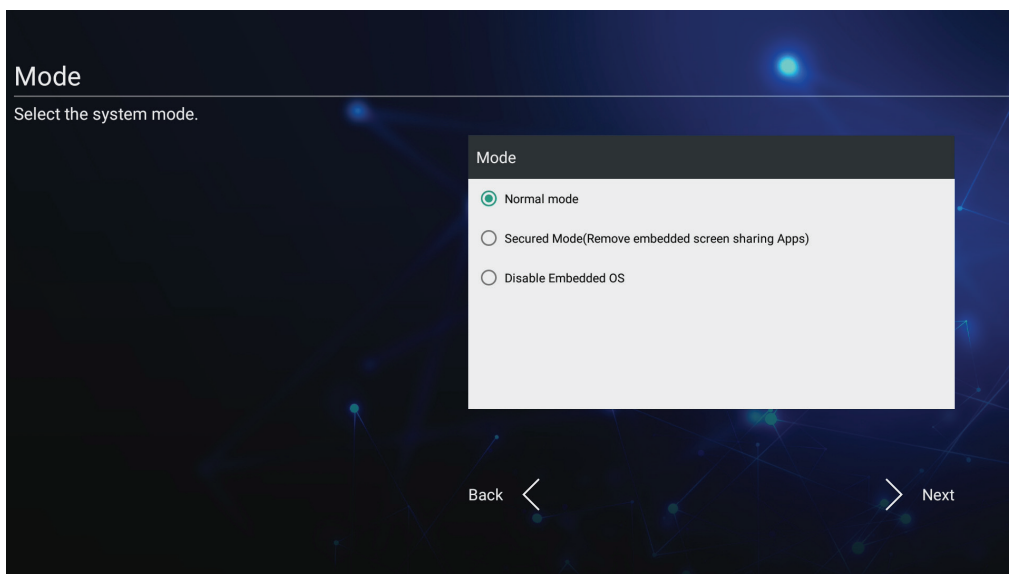 Mode
Select the system mode.
Mode
Normal mode
Secured Mode(Remove embedded screen sharing Apps)
Disable Embedded OS
Back
Next